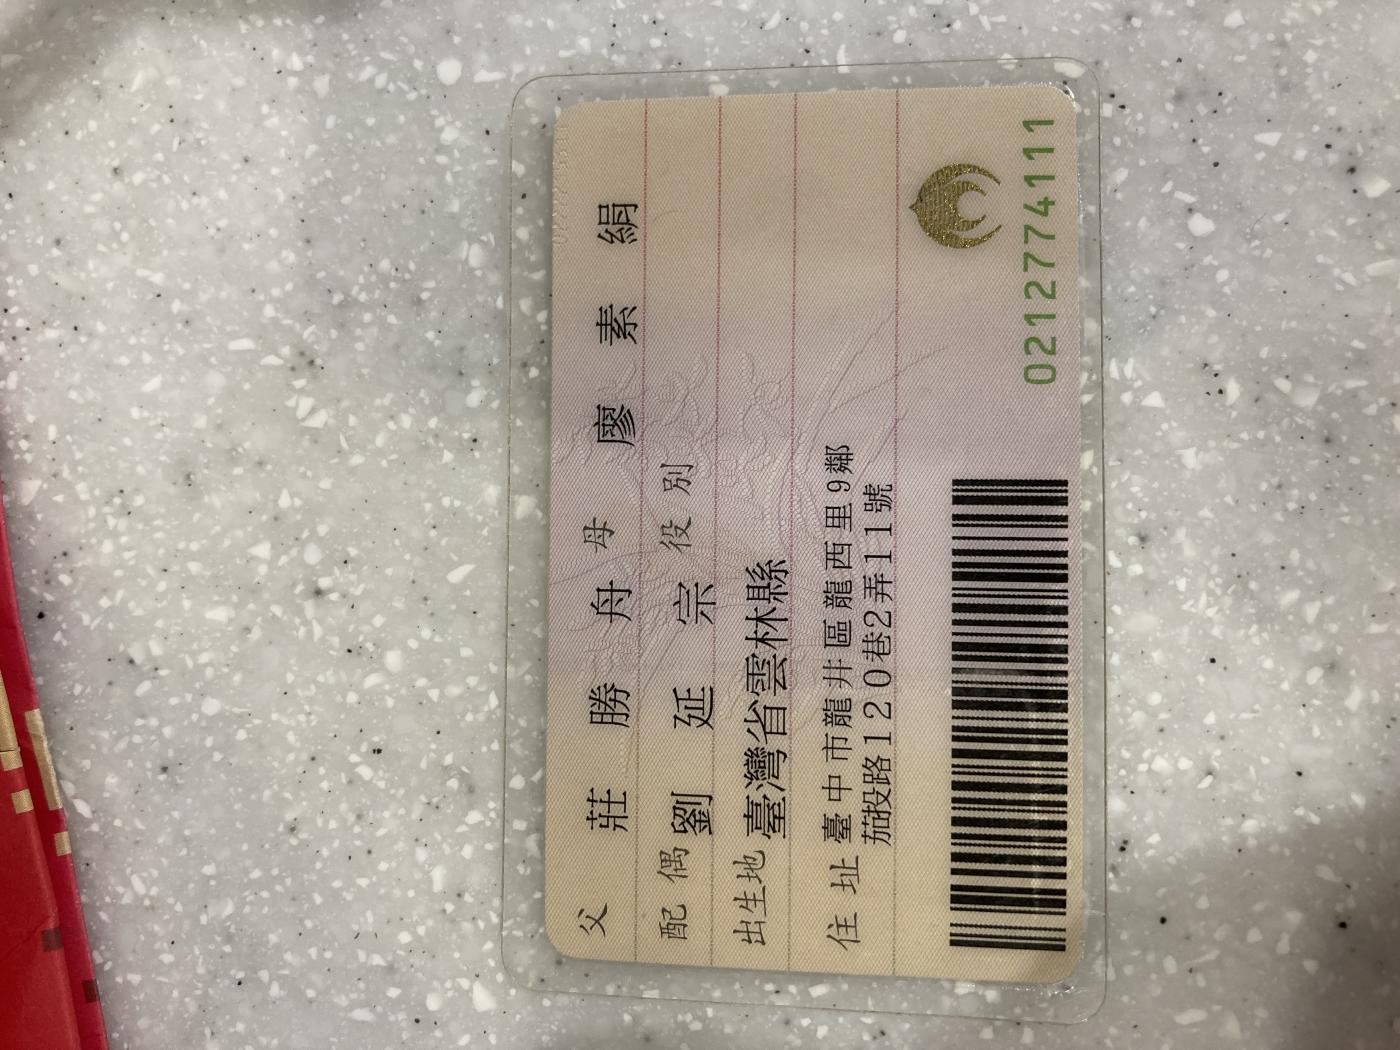 父 莊勝舟 母 廖素絹
配偶 劉延宗 役別
出生地 臺灣省雲林縣
住址 臺中市龍井區龍西里9鄰
茄投路120巷2弄11號
0212774111